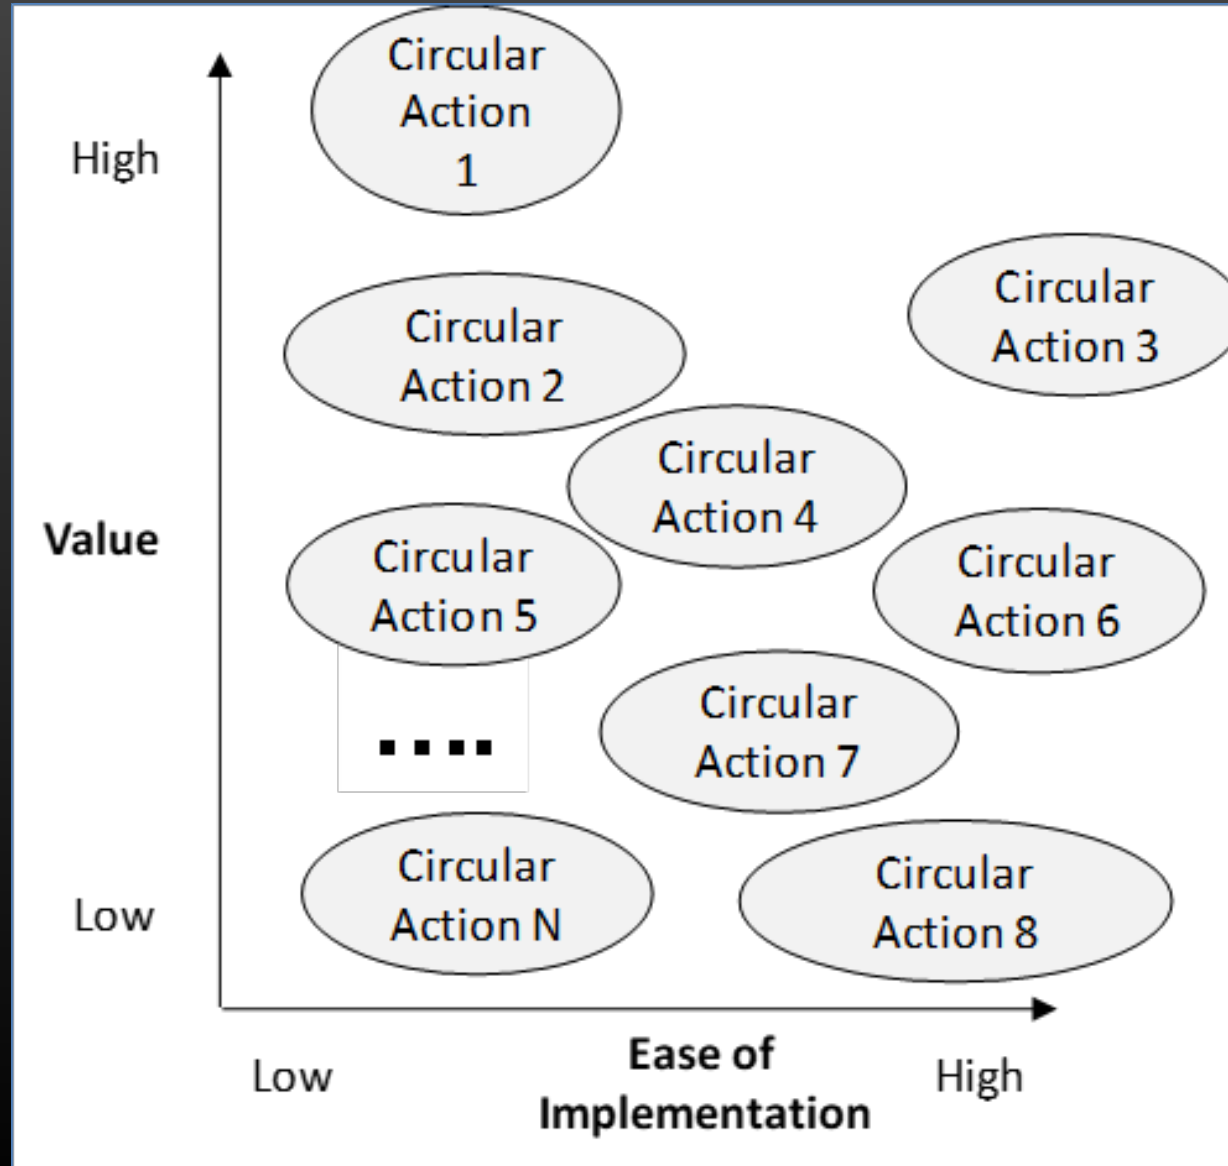 Circular
Action
1
High
Circular
Action 3
Circular
Action 2
Circular
Action 4
Value
Circular
Action 5
Circular
Action 6
Circular
Action 7
....
Circular
Action N
Circular
Action 8
Low
Low
Ease of
Implementation
High